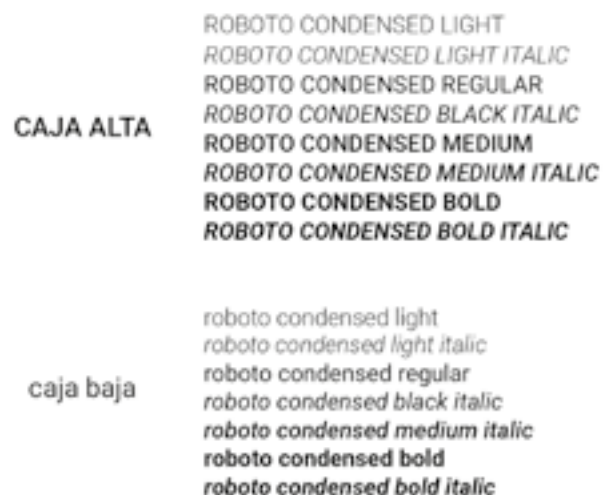 CAJA ALTA
ROBOTO CONDENSED LIGHT
ROBOTO CONDENSED LIGHT ITALIC
ROBOTO CONDENSED REGULAR
ROBOTO CONDENSED BLACK ITALIC
ROBOTO CONDENSED MEDIUM
ROBOTO CONDENSED MEDIUM ITALIC
ROBOTO CONDENSED BOLD
ROBOTO CONDENSED BOLD ITALIC
caja baja
roboto condensed light
roboto condensed light italic
roboto condensed regular
roboto condensed black italic
roboto condensed medium italic
roboto condensed bold
roboto condensed bold italic